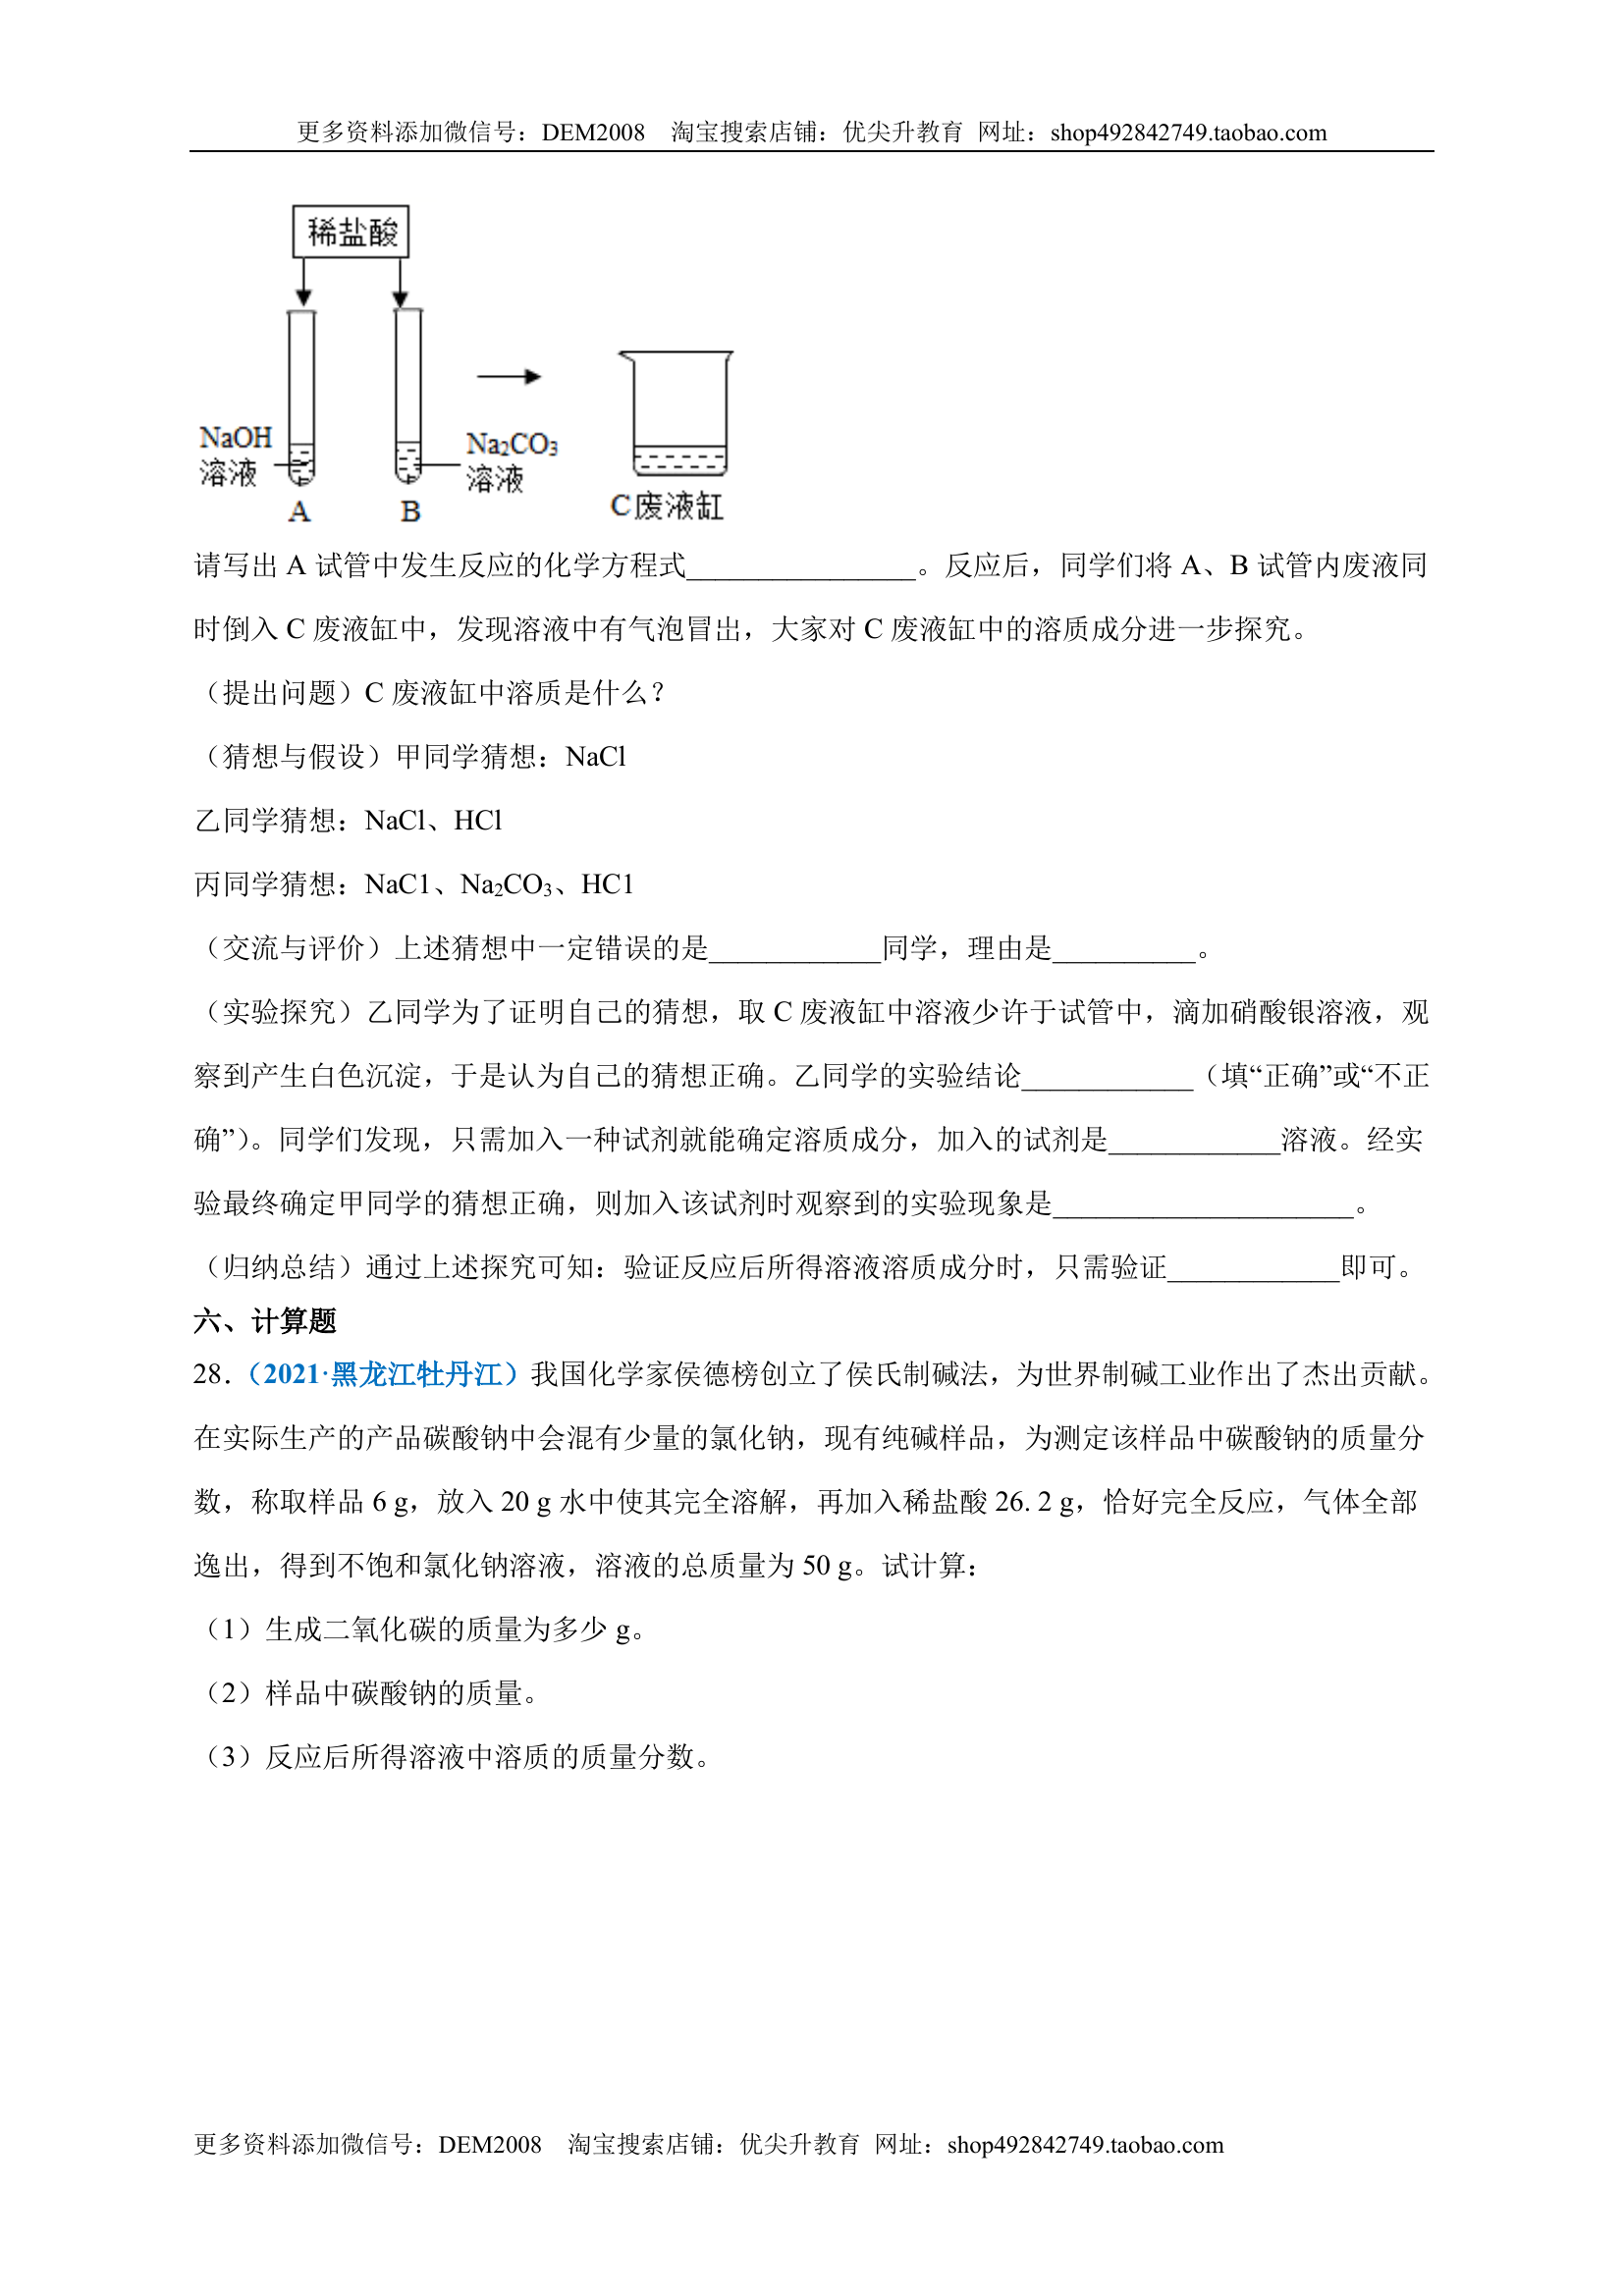 更多资料添加微信号：DEM2008 淘宝搜索店铺：优尖升教育 网址：shop492842749.taobao.com
稀盐酸
NaOH
溶液
Na₂CO₃
溶液
A
B
C废液缸
请写出 A 试管中发生反应的化学方程式________________。反应后，同学们将 A、B 试管内废液同
时倒入 C 废液缸中，发现溶液中有气泡冒出，大家对 C 废液缸中的溶质成分进一步探究。
（提出问题）C 废液缸中溶质是什么？
（猜想与假设）甲同学猜想：NaCl
乙同学猜想：NaCl、HCl
丙同学猜想：NaC1、Na₂CO₃、HC1
（交流与评价）上述猜想中一定错误的是____________同学，理由是__________。
（实验探究）乙同学为了证明自己的猜想，取 C 废液缸中溶液少许于试管中，滴加硝酸银溶液，观
察到产生白色沉淀，于是认为自己的猜想正确。乙同学的实验结论____________（填“正确”或“不正
确”）。同学们发现，只需加入一种试剂就能确定溶质成分，加入的试剂是____________溶液。经实
验最终确定甲同学的猜想正确，则加入该试剂时观察到的实验现象是_____________________。
（归纳总结）通过上述探究可知：验证反应后所得溶液溶质成分时，只需验证____________即可。
六、计算题
28．（2021·黑龙江牡丹江）我国化学家侯德榜创立了侯氏制碱法，为世界制碱工业作出了杰出贡献。
在实际生产的产品碳酸钠中会混有少量的氯化钠，现有纯碱样品，为测定该样品中碳酸钠的质量分
数，称取样品 6 g，放入 20 g 水中使其完全溶解，再加入稀盐酸 26. 2 g，恰好完全反应，气体全部
逸出，得到不饱和氯化钠溶液，溶液的总质量为 50 g。试计算：
（1）生成二氧化碳的质量为多少 g。
（2）样品中碳酸钠的质量。
（3）反应后所得溶液中溶质的质量分数。
更多资料添加微信号：DEM2008 淘宝搜索店铺：优尖升教育 网址：shop492842749.taobao.com